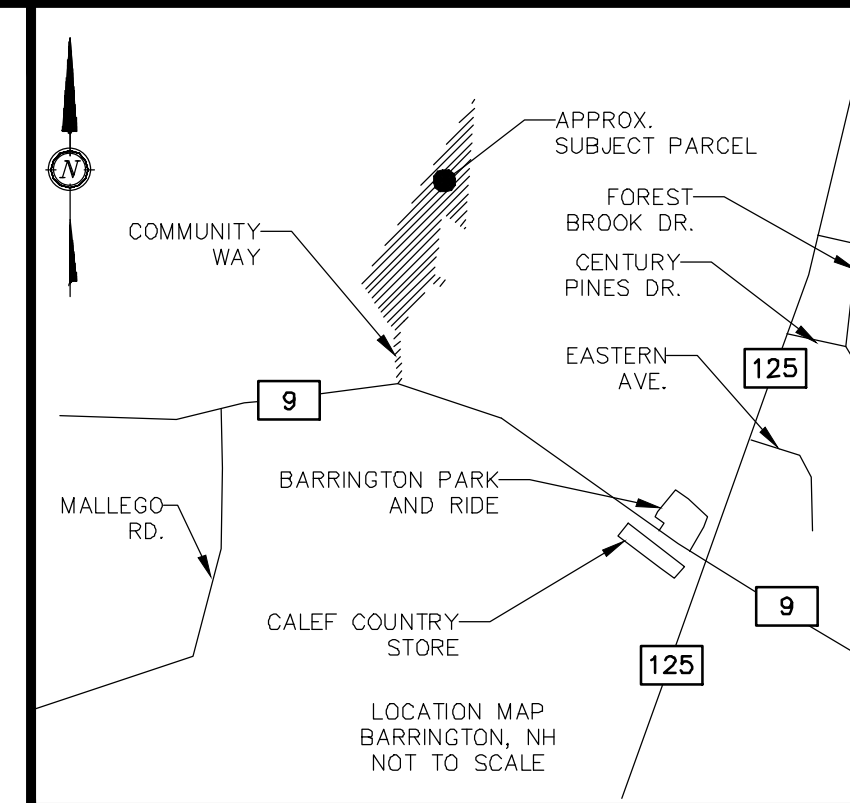 N
APPROX.
SUBJECT PARCEL
FOREST
BROOK DR.
COMMUNITY
WAY
CENTURY
PINES DR.
EASTERN
AVE.
125
9
BARRINGTON PARK
AND RIDE
MALLEGO
RD.
CALEF COUNTRY
STORE
9
125
LOCATION MAP
BARRINGTON, NH
NOT TO SCALE